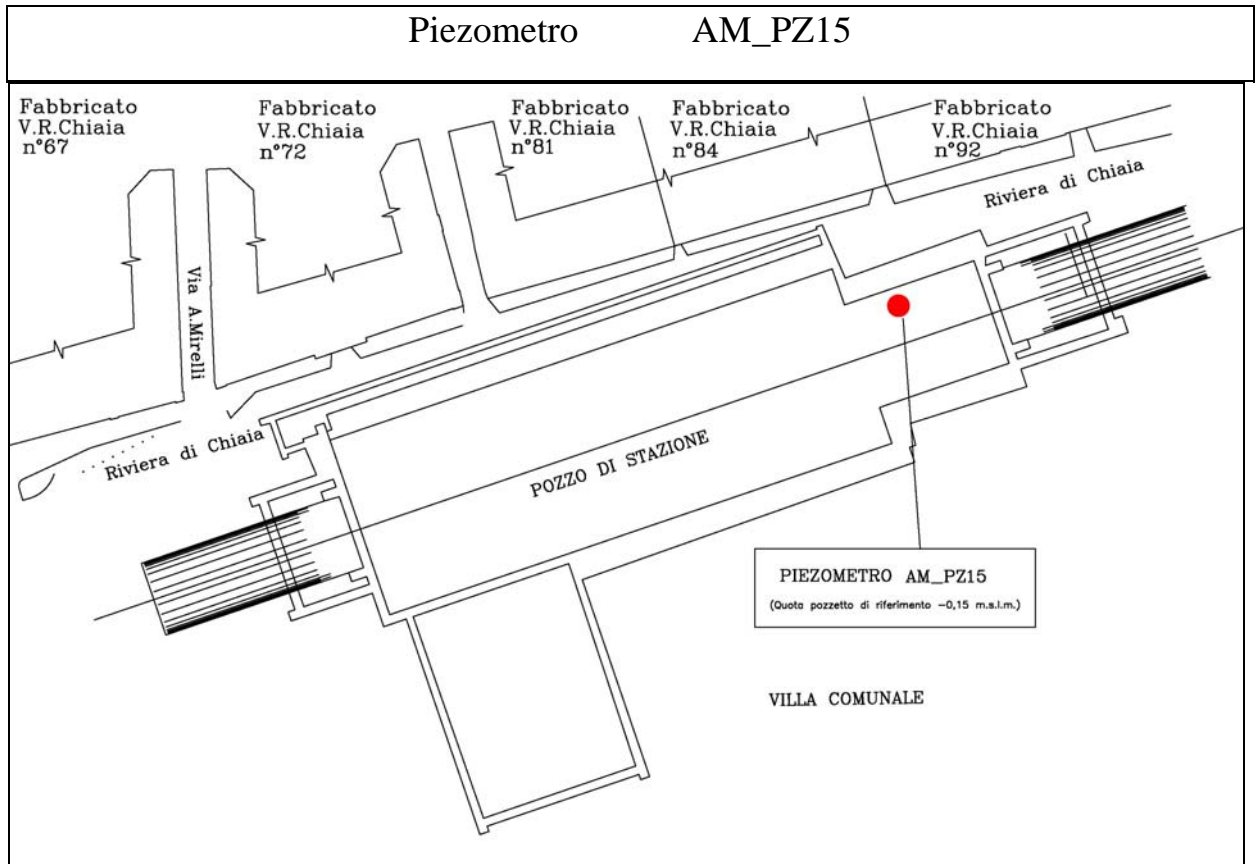 Piezometro AM_PZ15
Fabbricato
V.R.Chiaia
n°67
Fabbricato
V.R.Chiaia
n°72
Fabbricato
V.R.Chiaia
n°81
Fabbricato
V.R.Chiaia
n°84
Fabbricato
V.R.Chiaia
n°92
Riviera di Chiaia
Via A.Mirelli
Riviera di Chiaia
POZZO DI STAZIONE
PIEZOMETRO AM_PZ15
(Quota pozzetto di riferimento -0,15 m.s.l.m.)
VILLA COMUNALE